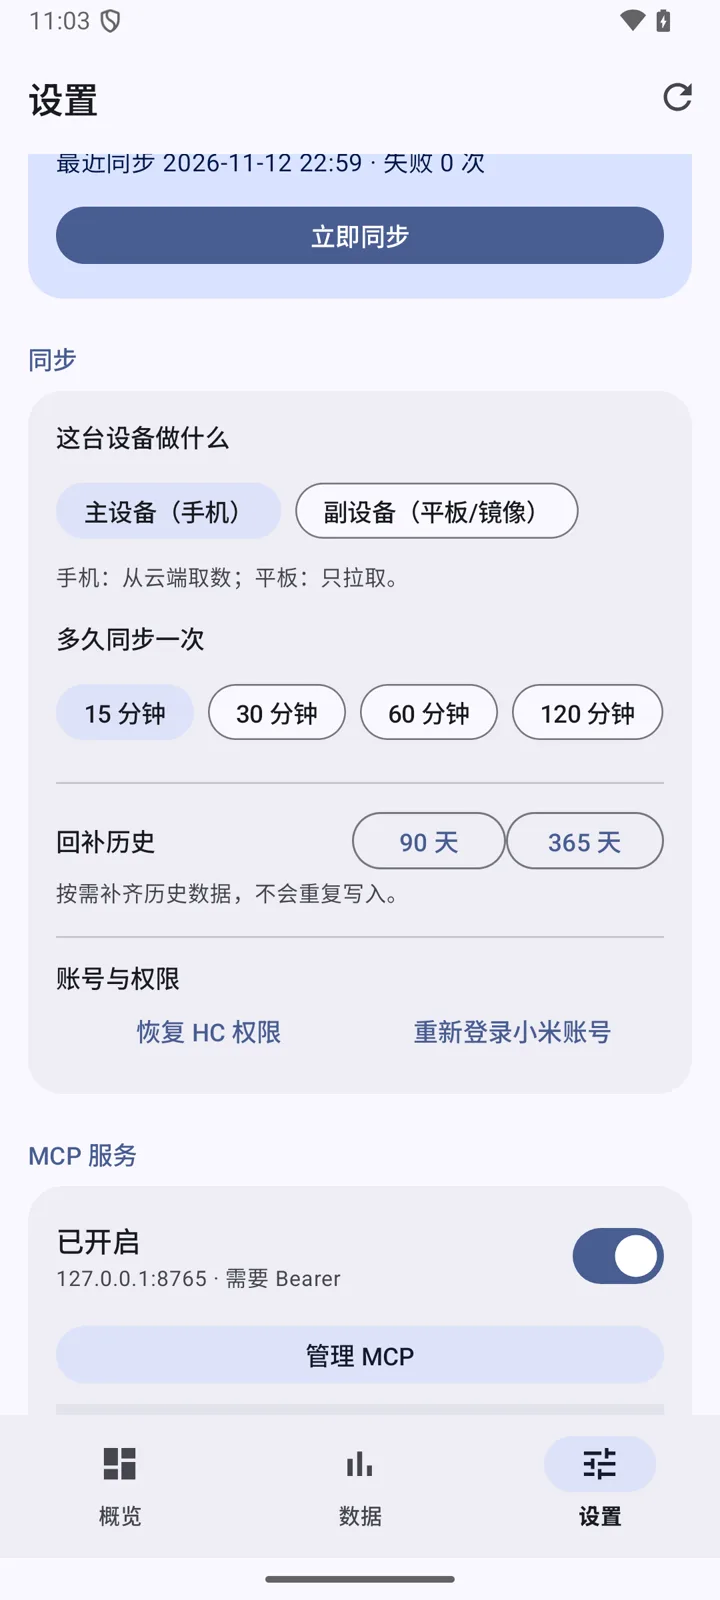 11:03
设置
最近同步 2026-11-12 22:59 · 失败 0 次
立即同步
同步
这台设备做什么
主设备（手机） 副设备（平板/镜像）
手机：从云端取数；平板：只拉取。
多久同步一次
15 分钟 30 分钟 60 分钟 120 分钟
回补历史 90 天 365 天
按需补齐历史数据，不会重复写入。
账号与权限
恢复 HC 权限 重新登录小米账号
MCP 服务
已开启
127.0.0.1:8765 · 需要 Bearer
管理 MCP
概览 数据 设置